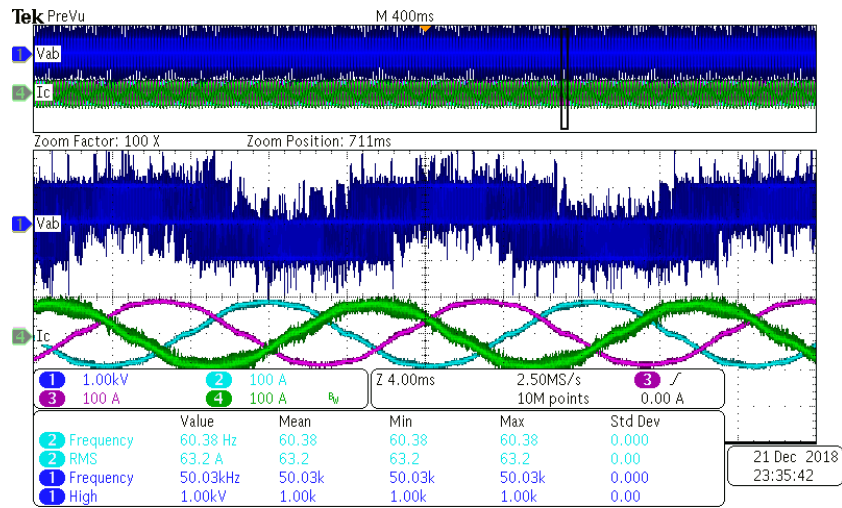 Tek PreVu M 400ms
1 Vab
4 Ic
Zoom Factor: 100 X Zoom Position: 711ms
1 Vab
4 Ic
1 1.00kV 2 100 A Z 4.00ms 2.50MS/s 3
3 100 A 4 100 A BW 10M points 0.00 A
Value Mean Min Max Std Dev
2 Frequency 60.38 Hz 60.38 60.38 60.38 0.000
2 RMS 63.2 A 63.2 63.2 63.2 0.00
1 Frequency 50.03kHz 50.03k 50.03k 50.03k 0.000
1 High 1.00kV 1.00k 1.00k 1.00k 0.00
21 Dec 2018
23:35:42